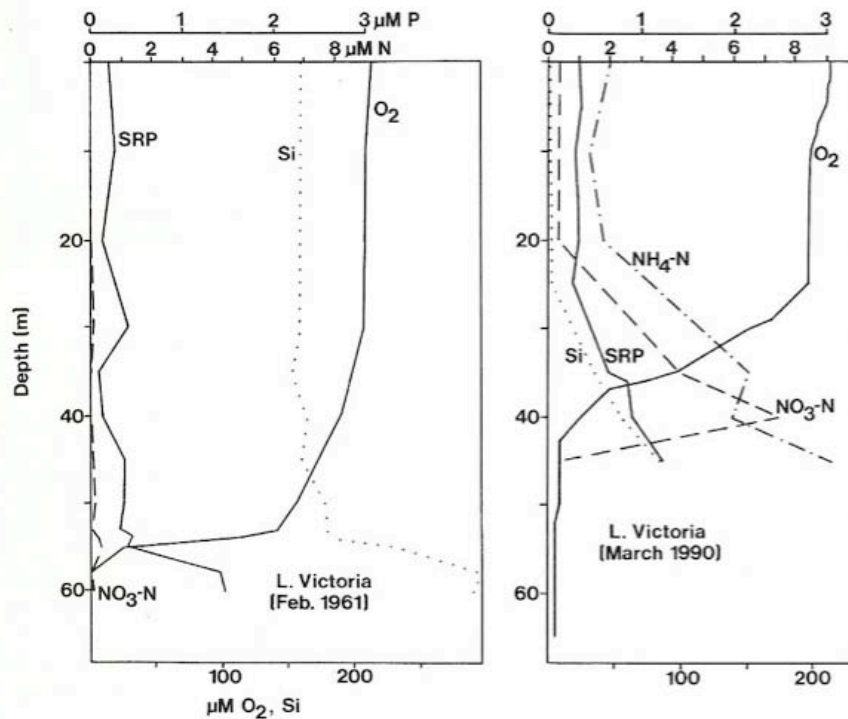 0 1 2 3 µM P
0 2 4 6 8 µM N
SRP
Si
O2
20
40
60
Depth (m)
NO3-N
L. Victoria
(Feb. 1961)
100 200
µM O2, Si
0 1 2 3
0 2 4 6 8
O2
NH4-N
Si SRP
NO3-N
20
40
60
L. Victoria
(March 1990)
100 200